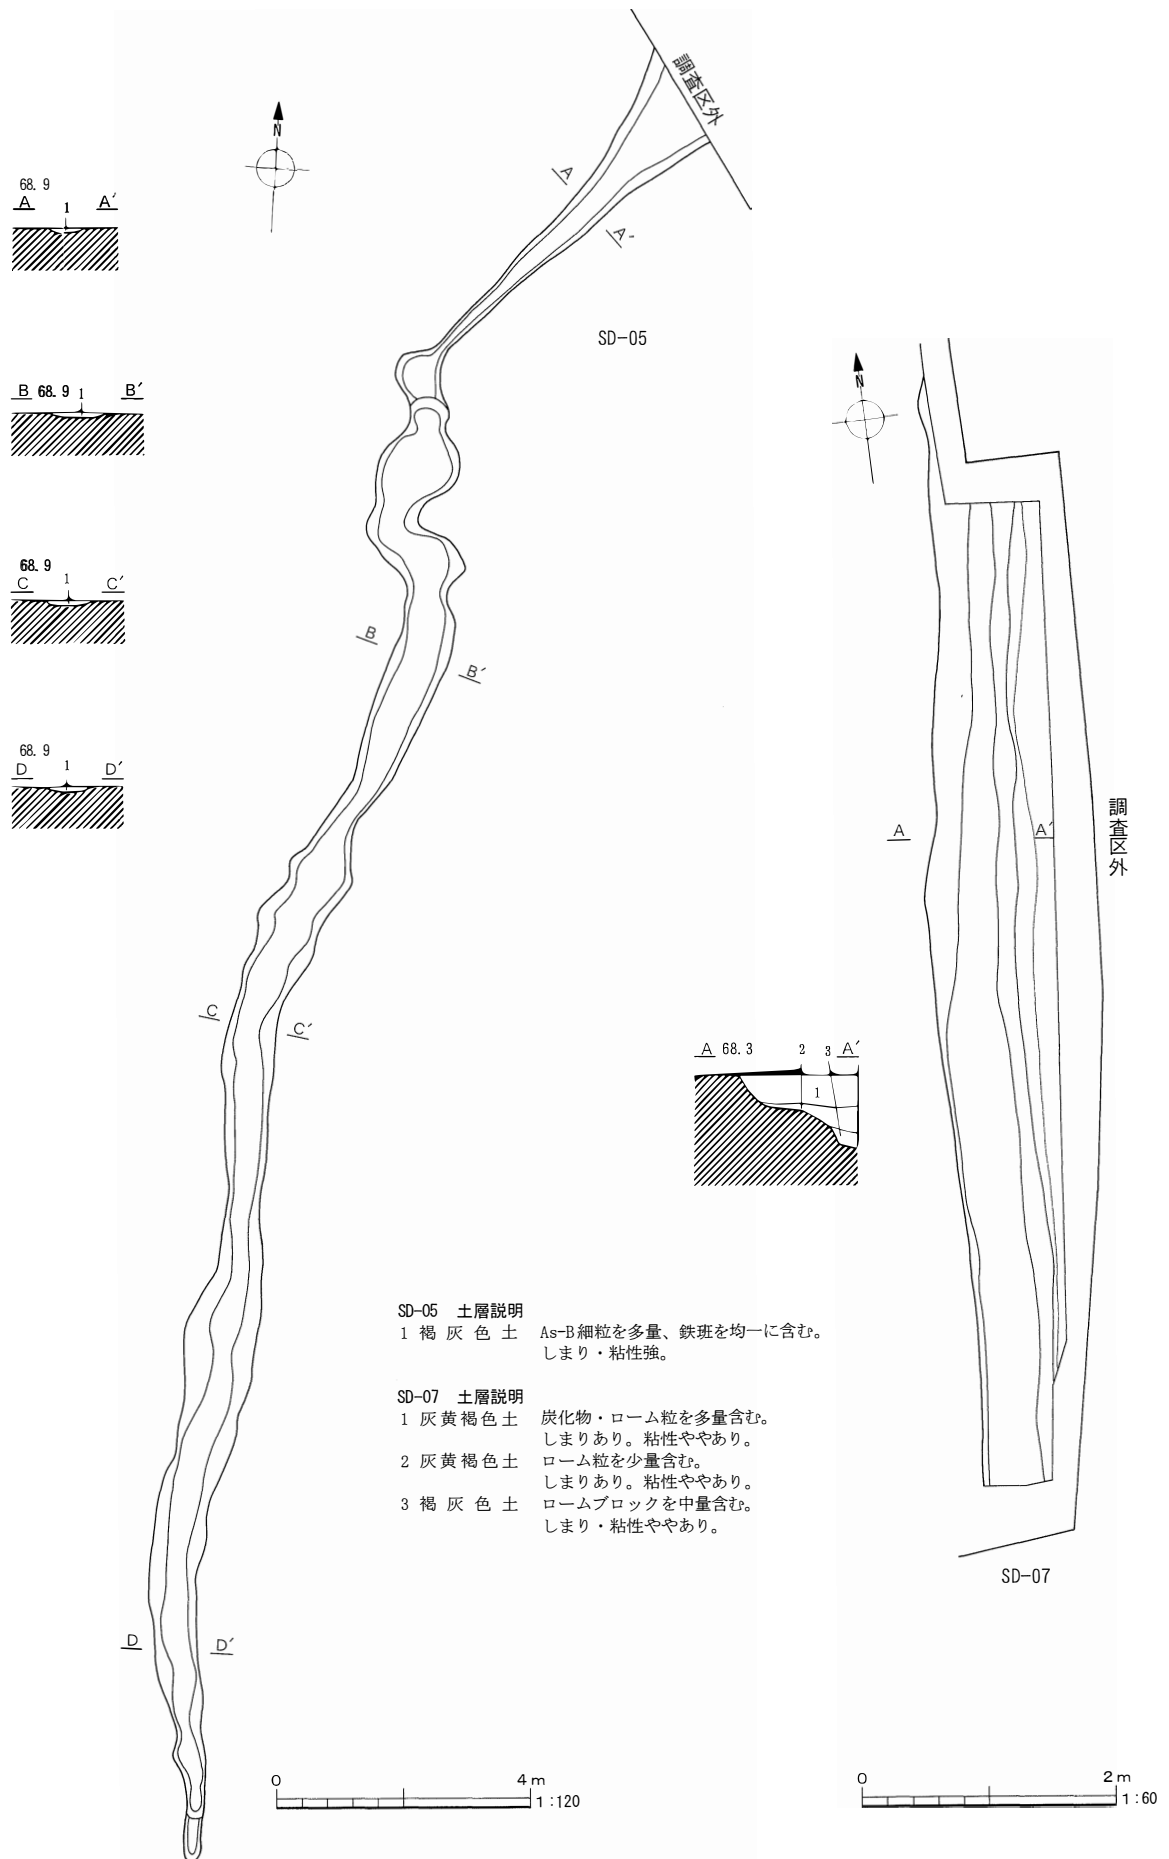 調査区外
N
68.9
A 1 A′
A
A′
SD-05
B 68.9 1 B′
N
68.9
C 1 C′
B
B′
68.9
D 1 D′
調査区外
A
A′
C
C′
A 68.3 2 3 A′
1
SD-05 土層説明
1 褐灰色土 As-B細粒を多量、鉄班を均一に含む。
しまり・粘性強。
SD-07 土層説明
1 灰黄褐色土 炭化物・ローム粒を多量含む。
しまりあり。粘性ややあり。
2 灰黄褐色土 ローム粒を少量含む。
しまりあり。粘性ややあり。
3 褐灰色土 ロームブロックを中量含む。
しまり・粘性ややあり。
SD-07
D
D′
0 4m
1:120
0 2m
1:60